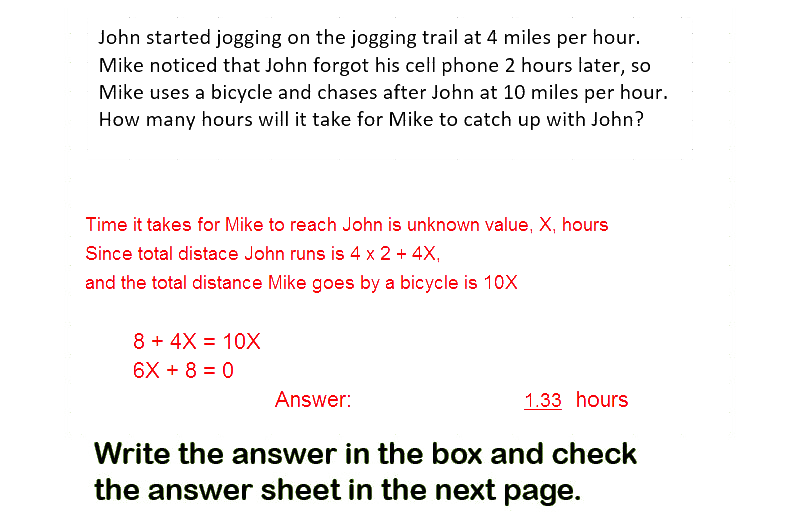 John started jogging on the jogging trail at 4 miles per hour.
Mike noticed that John forgot his cell phone 2 hours later, so
Mike uses a bicycle and chases after John at 10 miles per hour.
How many hours will it take for Mike to catch up with John?
Time it takes for Mike to reach John is unknown value, X, hours
Since total distace John runs is 4 x 2 + 4X,
and the total distance Mike goes by a bicycle is 10X
8 + 4X = 10X
6X + 8 = 0
Answer: 1.33 hours
Write the answer in the box and check
the answer sheet in the next page.